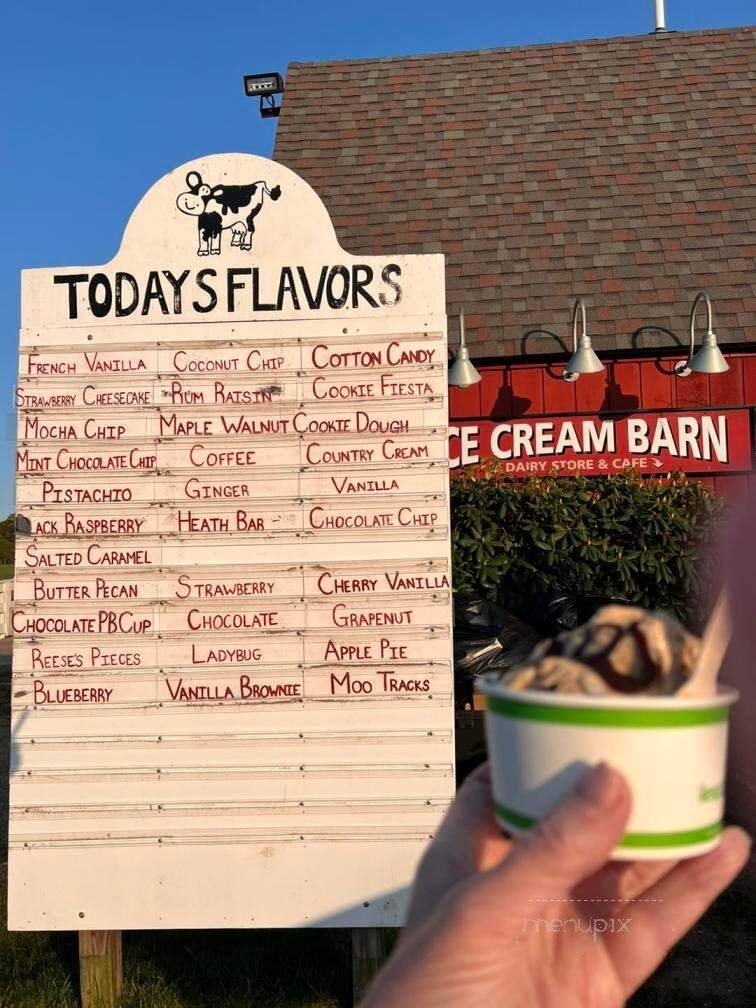 TODAYS FLAVORS
FRENCH VANILLA COCONUT CHIP COTTON CANDY
STRAWBERRY CHEESECAKE RUM RAISIN COOKIE FIESTA
MOCHA CHIP MAPLE WALNUT COOKIE DOUGH
MINT CHOCOLATE CHIP COFFEE COUNTRY CREAM
PISTACHIO GINGER VANILLA
LACK RASPBERRY HEATH BAR CHOCOLATE CHIP
SALTED CARAMEL
BUTTER PECAN STRAWBERRY CHERRY VANILLA
CHOCOLATE PB CUP CHOCOLATE GRAPENUT
REESE'S PIECES LADYBUG APPLE PIE
BLUEBERRY VANILLA BROWNIE MOO TRACKS
CE CREAM BARN
DAIRY STORE & CAFE
menupix